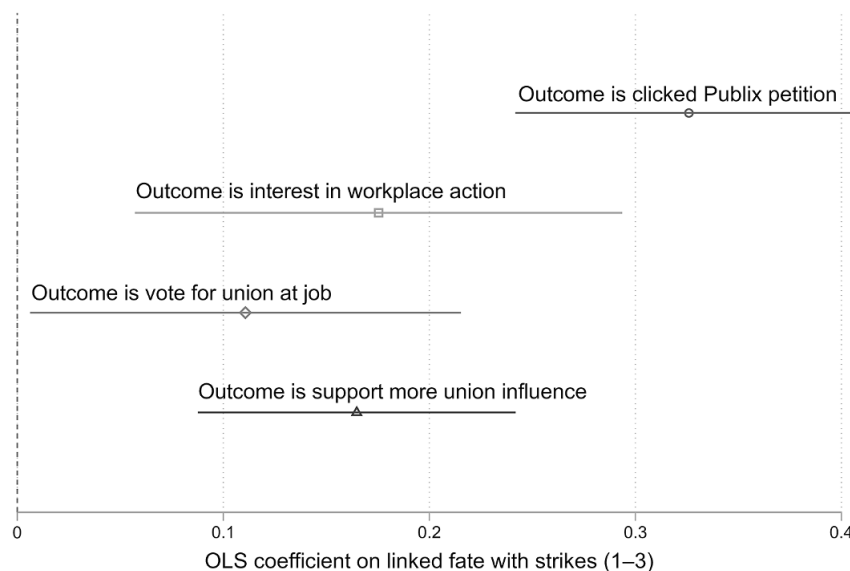 Outcome is clicked Publix petition
Outcome is interest in workplace action
Outcome is vote for union at job
Outcome is support more union influence
0 0.1 0.2 0.3 0.4
OLS coefficient on linked fate with strikes (1–3)